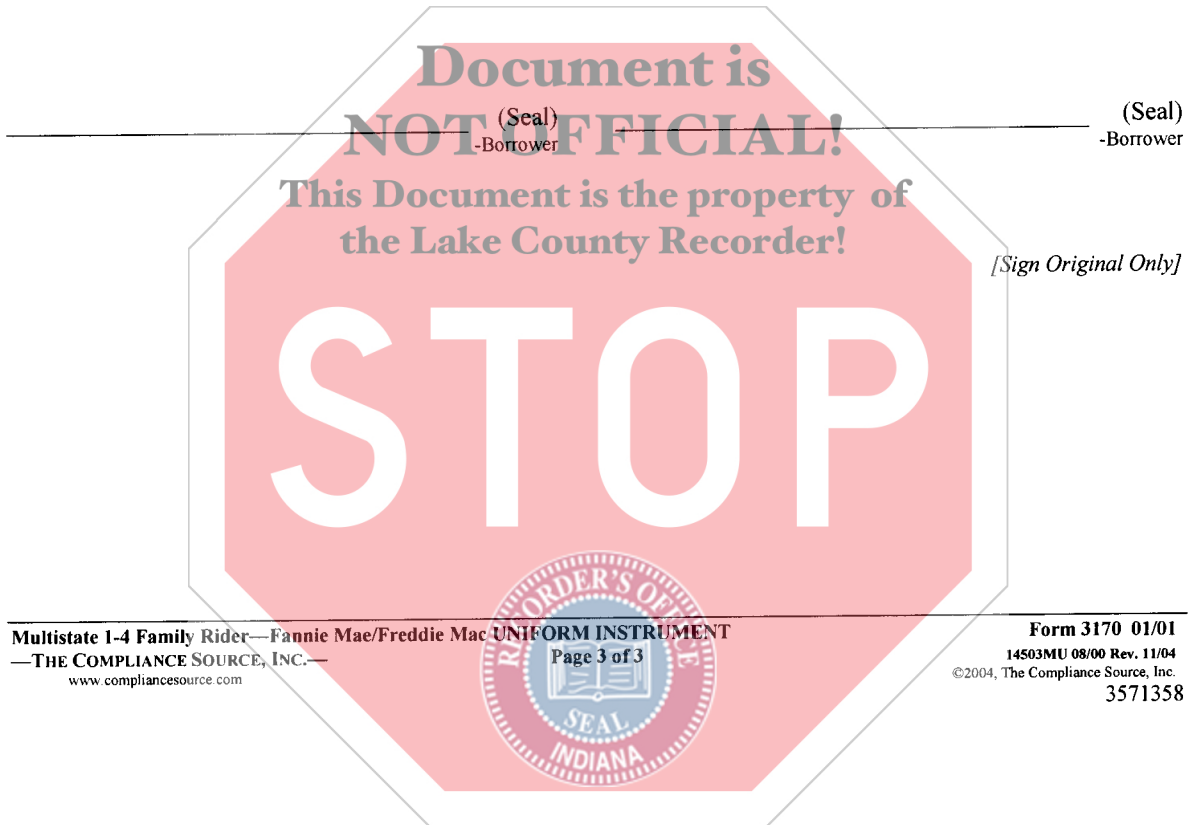 Document is
(Seal) (Seal)
NOT OFFICIAL!
-Borrower -Borrower
This Document is the property of
the Lake County Recorder!
[Sign Original Only]
STOP
RECORDER'S OFFICE
SEAL
INDIANA
Multistate 1-4 Family Rider—Fannie Mae/Freddie Mac UNIFORM INSTRUMENT Form 3170 01/01
—THE COMPLIANCE SOURCE, INC.— Page 3 of 3 14503MU 08/00 Rev. 11/04
www.compliancesource.com ©2004, The Compliance Source, Inc.
3571358